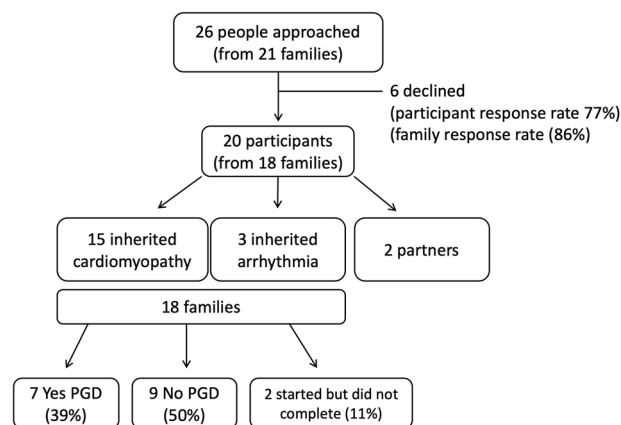 26 people approached
(from 21 families)
6 declined
(participant response rate 77%)
(family response rate (86%)
20 participants
(from 18 families)
15 inherited
cardiomyopathy
3 inherited
arrhythmia
2 partners
18 families
7 Yes PGD
(39%)
9 No PGD
(50%)
2 started but did not
complete (11%)